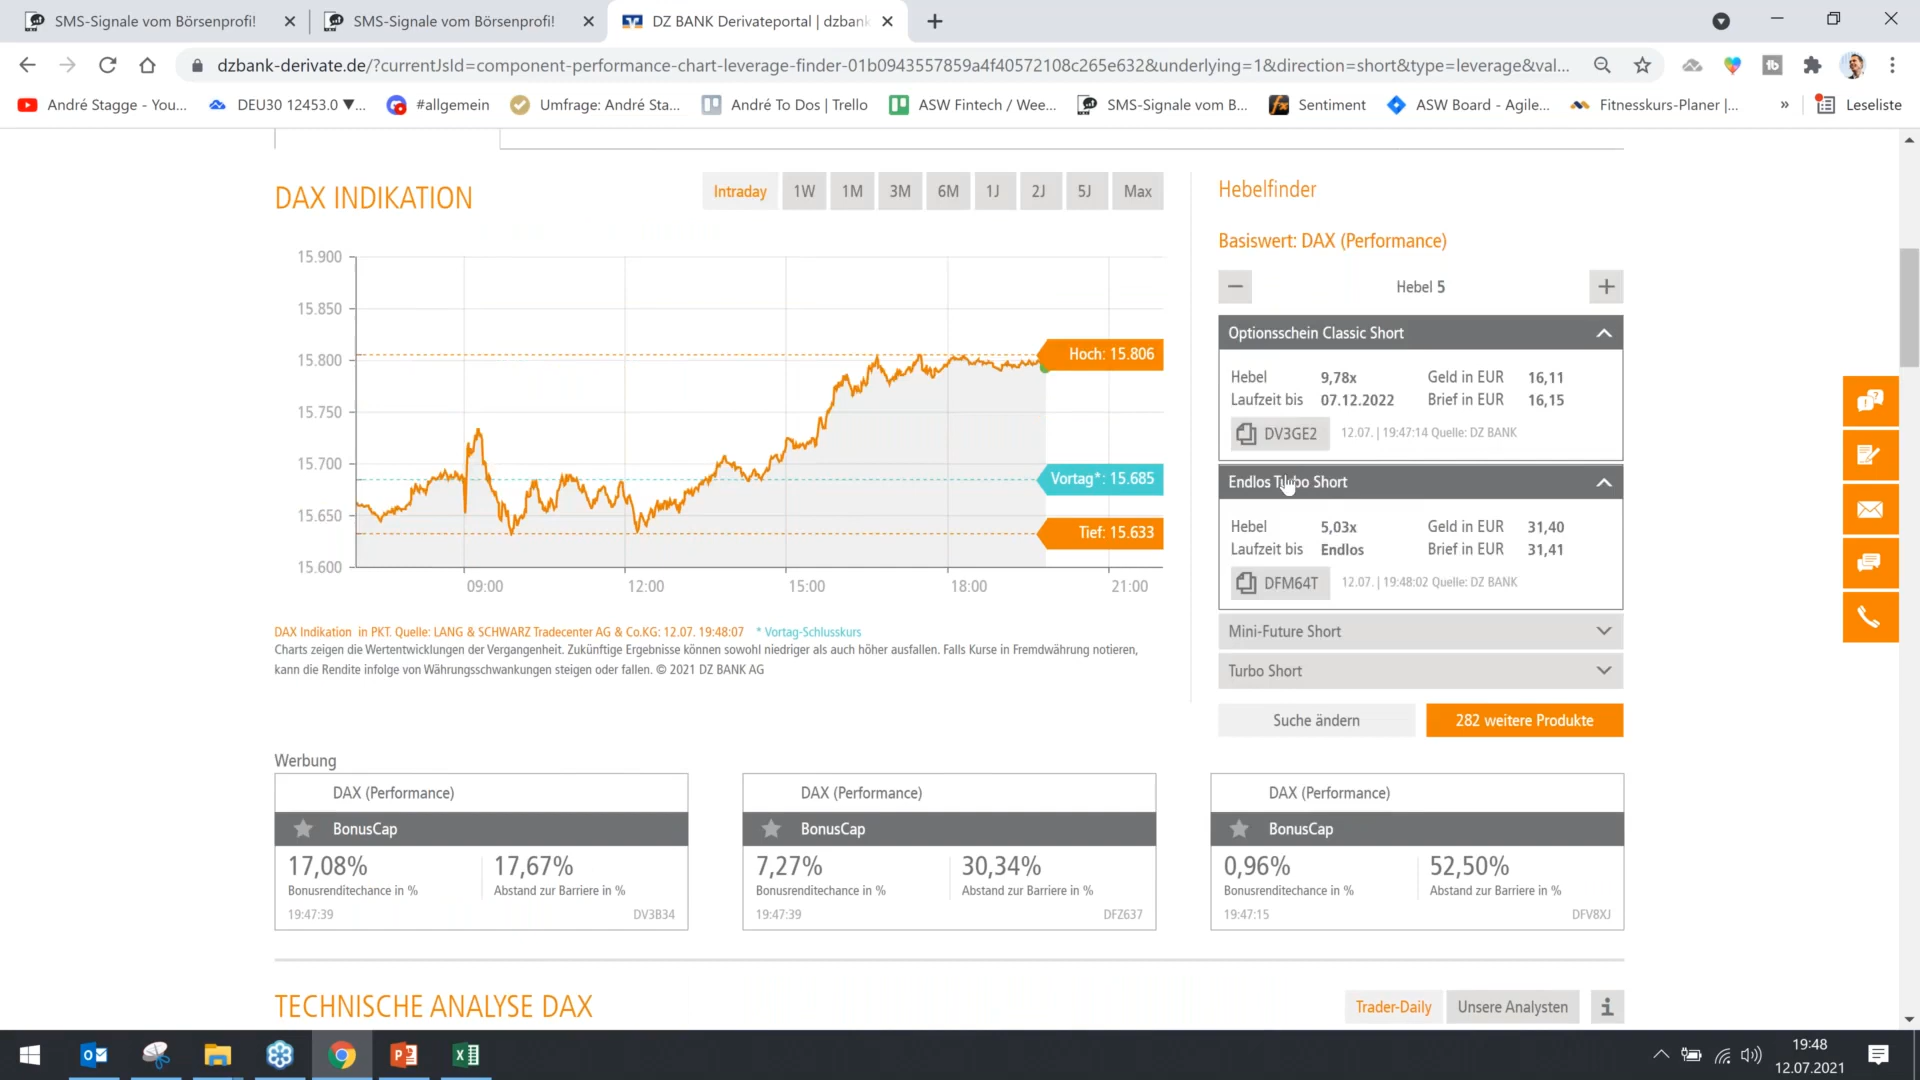 SMS-Signale vom Börsenprofi!
SMS-Signale vom Börsenprofi!
DZ BANK Derivateportal | dzbank
dzbank-derivate.de/?currentJsId=component-performance-chart-leverage-finder-01b0943557859a4f40572108c265e632&underlying=1&direction=short&type=leverage&val...
André Stagge - You...
DEU30 12453.0 ▼...
#allgemein
Umfrage: André Sta...
André To Dos | Trello
ASW Fintech / Wee...
SMS-Signale vom B...
Sentiment
ASW Board - Agile...
Fitnesskurs-Planer |...
»
Leseliste
DAX INDIKATION
Intraday 1W 1M 3M 6M 1J 2J 5J Max
15.900
15.850
15.800
15.750
15.700
15.650
15.600
Hoch: 15.806
Vortag*: 15.685
Tief: 15.633
09:00 12:00 15:00 18:00 21:00
DAX Indikation in PKT. Quelle: LANG & SCHWARZ Tradecenter AG & Co.KG: 12.07. 19:48:07 * Vortag-Schlusskurs
Charts zeigen die Wertentwicklungen der Vergangenheit. Zukünftige Ergebnisse können sowohl niedriger als auch höher ausfallen. Falls Kurse in Fremdwährung notieren,
kann die Rendite infolge von Währungsschwankungen steigen oder fallen. © 2021 DZ BANK AG
Hebelfinder
Basiswert: DAX (Performance)
Hebel 5
Optionsschein Classic Short
Hebel 9,78x Geld in EUR 16,11
Laufzeit bis 07.12.2022 Brief in EUR 16,15
DV3GE2 12.07. | 19:47:14 Quelle: DZ BANK
Endlos Turbo Short
Hebel 5,03x Geld in EUR 31,40
Laufzeit bis Endlos Brief in EUR 31,41
DFM64T 12.07. | 19:48:02 Quelle: DZ BANK
Mini-Future Short
Turbo Short
Suche ändern
282 weitere Produkte
Werbung
DAX (Performance)
BonusCap
17,08% 17,67%
Bonusrenditechance in % Abstand zur Barriere in %
19:47:39 DV3B34
DAX (Performance)
BonusCap
7,27% 30,34%
Bonusrenditechance in % Abstand zur Barriere in %
19:47:39 DFZ637
DAX (Performance)
BonusCap
0,96% 52,50%
Bonusrenditechance in % Abstand zur Barriere in %
19:47:15 DFV8XJ
TECHNISCHE ANALYSE DAX
Trader-Daily
Unsere Analysten
i
19:48
12.07.2021